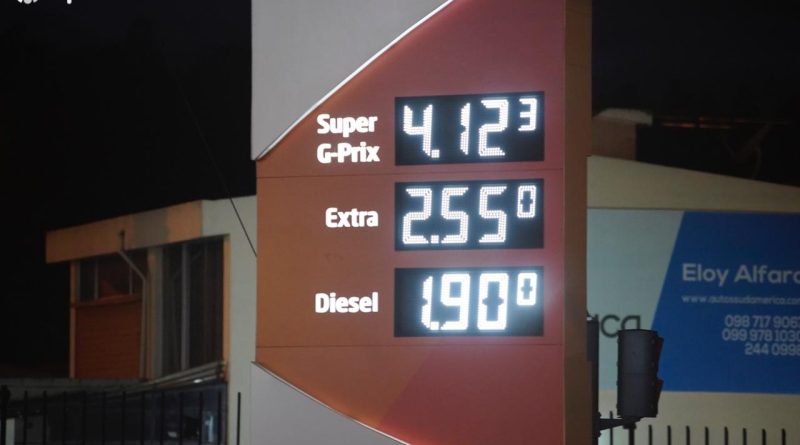 Super
G-Prix
4.12³
Extra
2.55⁰
Diesel
1.90⁰
Eloy Alfaro
www.autossudamerica.com
098 717 906
099 978 1030
244 099
ca